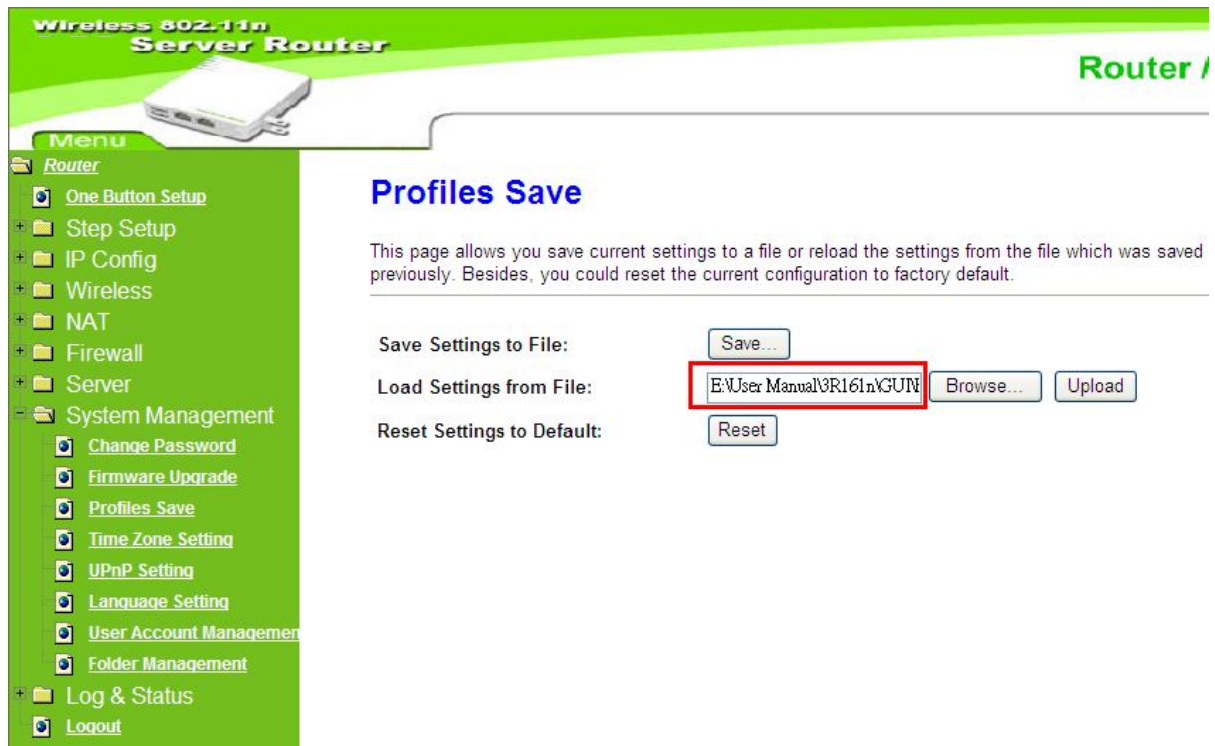 Wireless 802.11n
Server Router
Router /
Menu
Router
One Button Setup
Step Setup
IP Config
Wireless
NAT
Firewall
Server
System Management
Change Password
Firmware Upgrade
Profiles Save
Time Zone Setting
UPnP Setting
Language Setting
User Account Managemen
Folder Management
Log & Status
Logout
Profiles Save
This page allows you save current settings to a file or reload the settings from the file which was saved
previously. Besides, you could reset the current configuration to factory default.
Save Settings to File: Save...
Load Settings from File: E:\User Manual\3R161n\GUN Browse... Upload
Reset Settings to Default: Reset